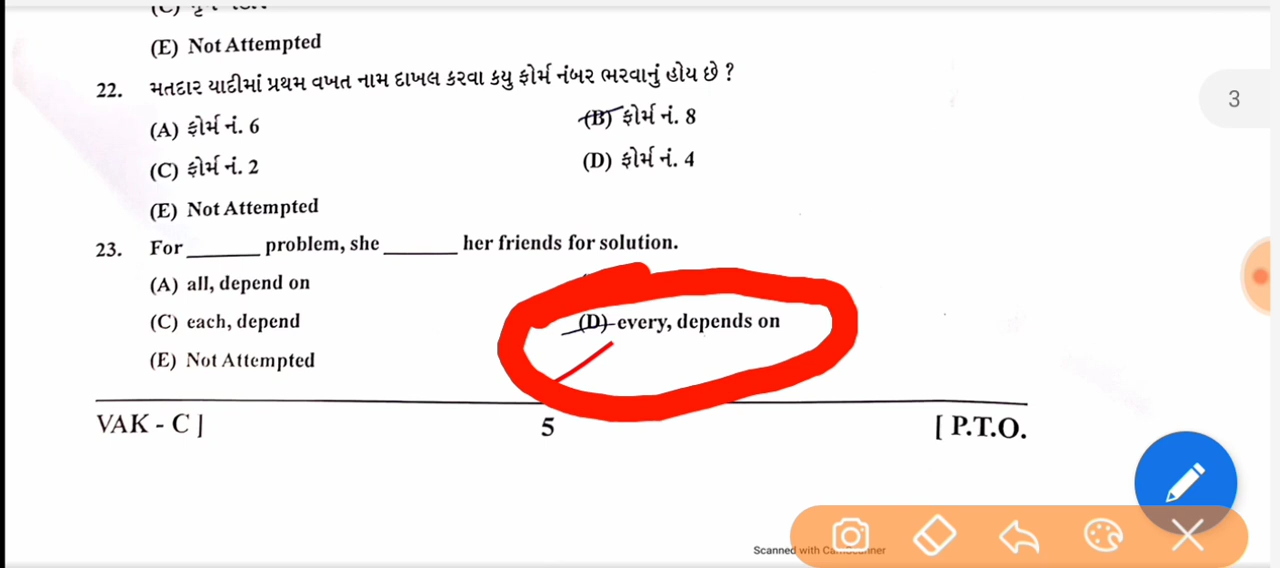 (E) Not Attempted
22. મતદાર યાદીમાં પ્રથમ વખત નામ દાખલ કરવા કયુ ફોર્મ નંબર ભરવાનું હોય છે ?
(A) ફોર્મ નં. 6 (B) ફોર્મ નં. 8
(C) ફોર્મ નં. 2 (D) ફોર્મ નં. 4
(E) Not Attempted
23. For ______ problem, she ______ her friends for solution.
(A) all, depend on
(C) each, depend (D) every, depends on
(E) Not Attempted
VAK - C ] 5 [ P.T.O.
3
Scanned with